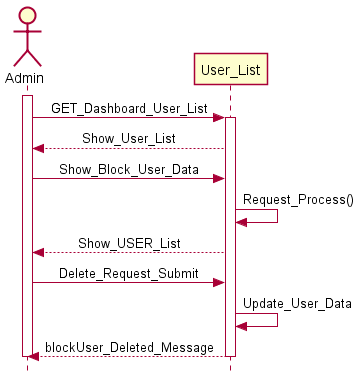 Admin
User_List
GET_Dashboard_User_List
Show_User_List
Show_Block_User_Data
Request_Process()
Show_USER_List
Delete_Request_Submit
Update_User_Data
blockUser_Deleted_Message